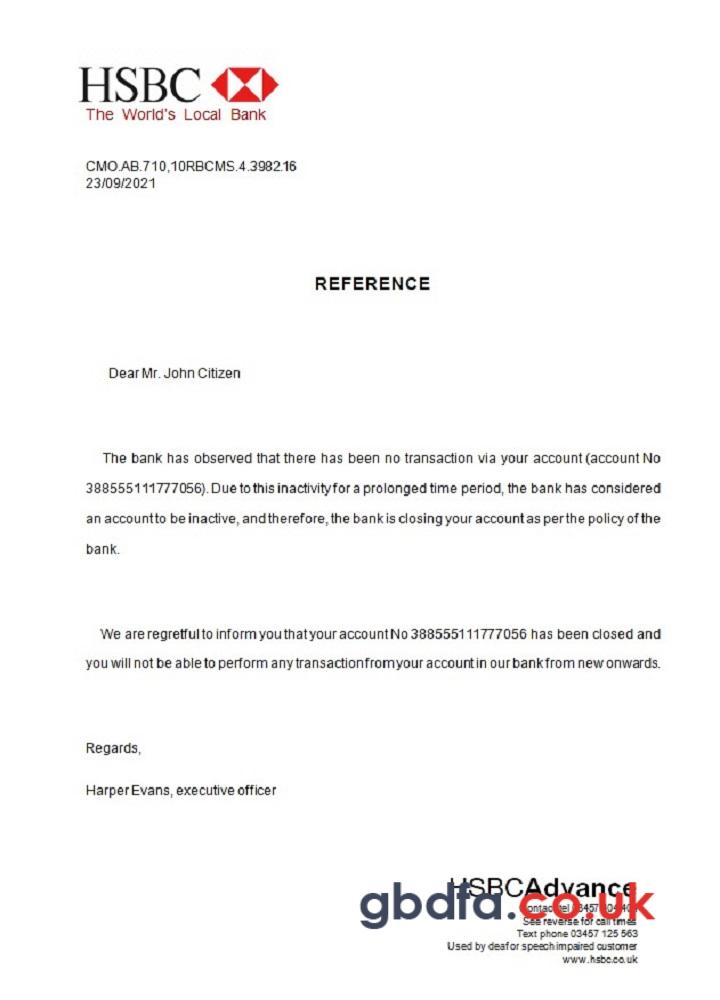 HSBC
The World's Local Bank
CMO.AB.710,10RBCMS.4.3982.16
23/09/2021
REFERENCE
Dear Mr. John Citizen
The bank has observed that there has been no transaction via your account (account No
388555111777056). Due to this inactivity for a prolonged time period, the bank has considered
an account to be inactive, and therefore, the bank is closing your account as per the policy of the
bank.
We are regretful to inform you that your account No 388555111777056 has been closed and
you will not be able to perform any transaction from your account in our bank from new onwards.
Regards,
Harper Evans, executive officer
HSBCAdvance
gbdfa.co.uk
Contact tel
See reverse for call times
Text phone 03457 125 563
Used by deaf or speech impaired customer
www.hsbc.co.uk